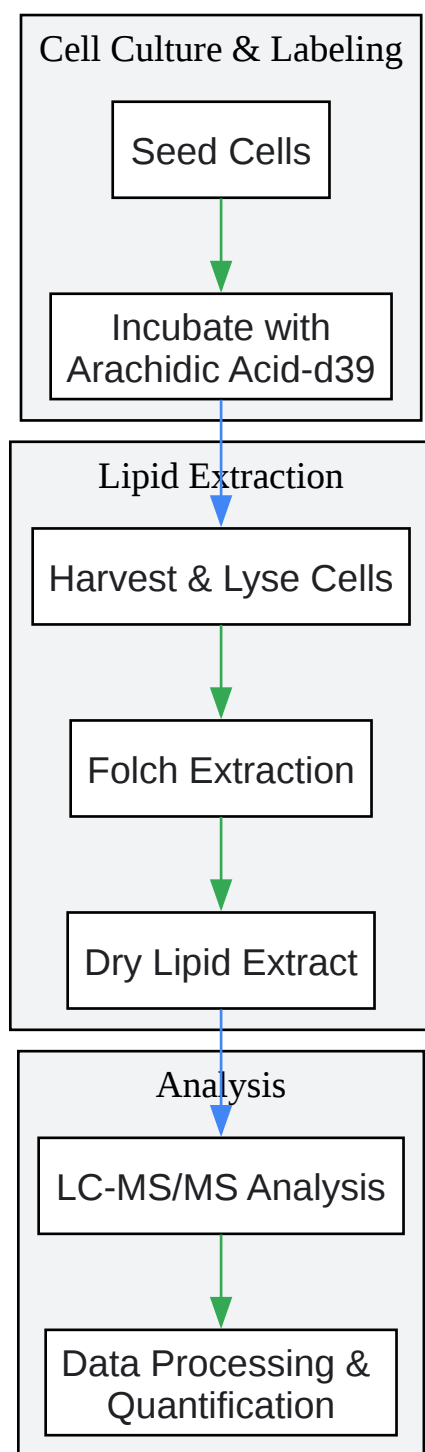 Cell Culture & Labeling
Seed Cells
Incubate with
Arachidic Acid-d39
Lipid Extraction
Harvest & Lyse Cells
Folch Extraction
Dry Lipid Extract
Analysis
LC-MS/MS Analysis
Data Processing &
Quantification